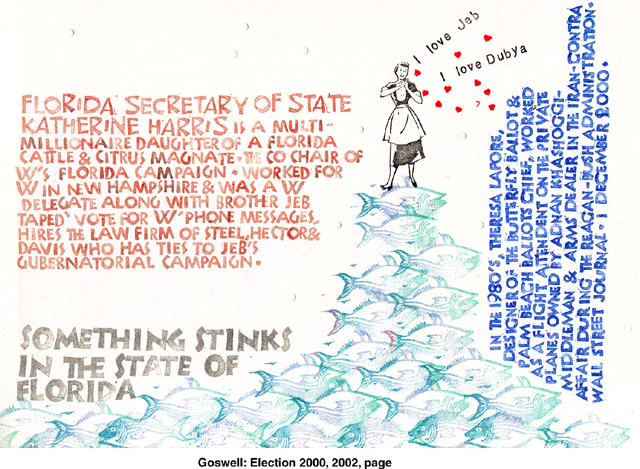 I love Jeb
I love Dubya
FLORIDA SECRETARY OF STATE
KATHERINE HARRIS IS A MULTI-
MILLIONAIRE DAUGHTER OF A FLORIDA
CATTLE & CITRUS MAGNATE • THE CO CHAIR OF
W'S FLORIDA CAMPAIGN • WORKED FOR
W IN NEW HAMPSHIRE & WAS A W
DELEGATE ALONG WITH BROTHER JEB
TAPED VOTE FOR W' PHONE MESSAGES,
HIRES THE LAW FIRM OF STEEL, HECTOR &
DAVIS WHO HAS TIES TO JEB'S
GUBERNATORIAL CAMPAIGN •
SOMETHING STINKS
IN THE STATE OF
FLORIDA
IN THE 1980'S, THERESA LAPORE,
DESIGNER OF THE BUTTERFLY BALLOT &
PALM BEACH BALLOTS CHIEF, WORKED
AS A FLIGHT ATTENDENT ON THE PRIVATE
PLANES OWNED BY ADNAN KHASHOGGI-
MIDDLEMAN & ARMS DEALER IN THE IRAN-CONTRA
AFFAIR DURING THE REAGAN-BUSH ADMINISTRATION•
WALL STREET JOURNAL • 1 DECEMBER 2000•
Goswell: Election 2000, 2002, page